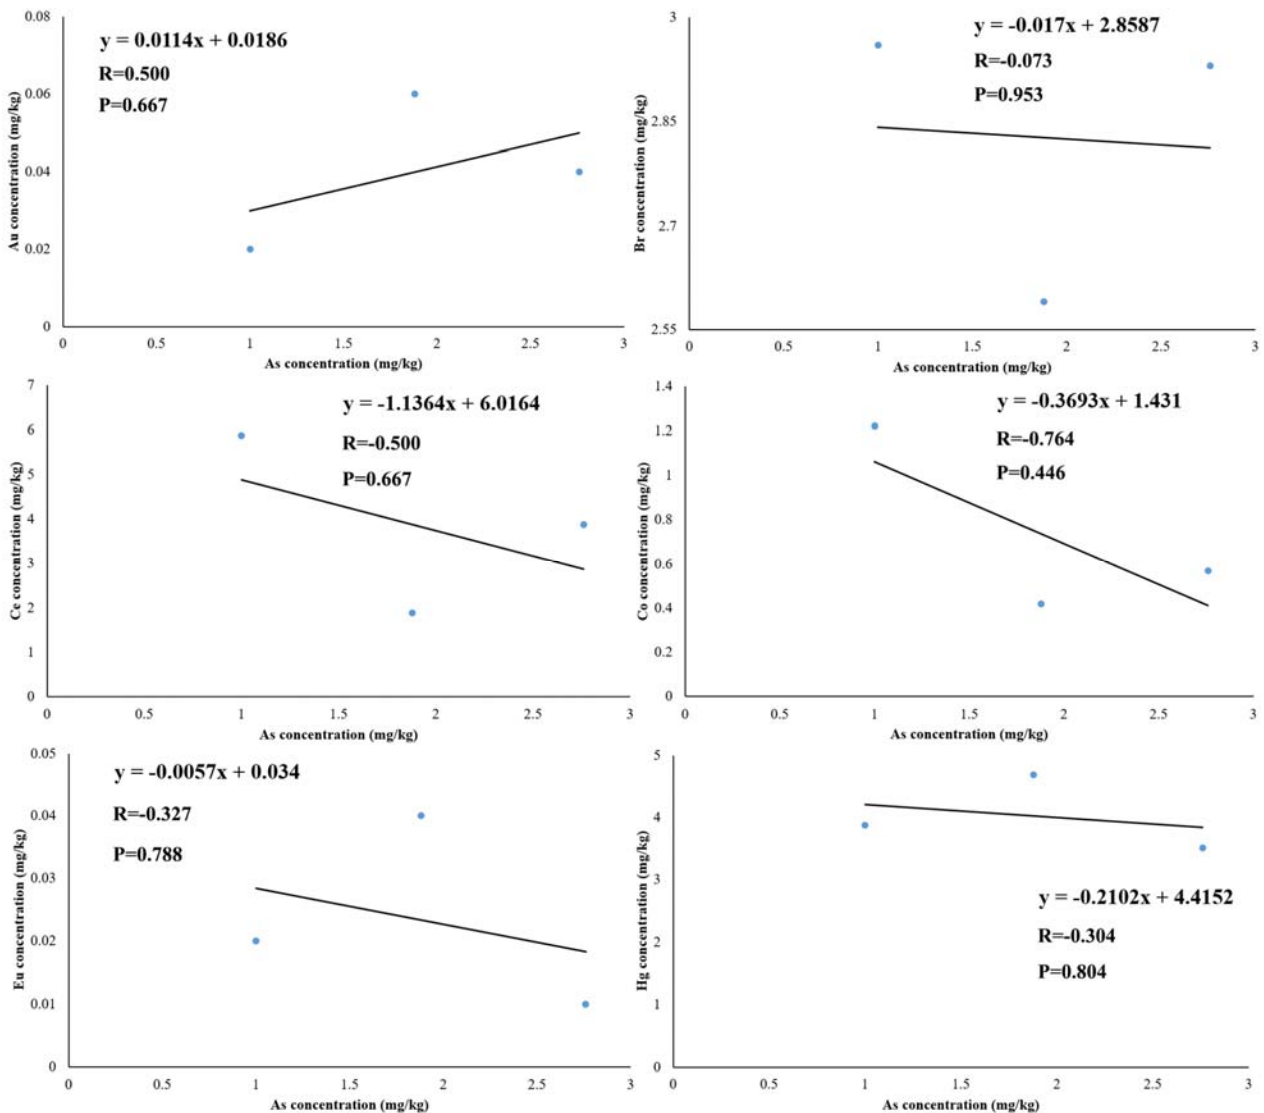 y = 0.0114x + 0.0186
R=0.500
P=0.667
Au concentration (mg/kg)
0.08
0.06
0.04
0.02
0
0 0.5 1 1.5 2 2.5 3
As concentration (mg/kg)
y = -0.017x + 2.8587
R=-0.073
P=0.953
Br concentration (mg/kg)
3
2.85
2.7
2.55
0 0.5 1 1.5 2 2.5 3
As concentration (mg/kg)
y = -1.1364x + 6.0164
R=-0.500
P=0.667
Ce concentration (mg/kg)
7
6
5
4
3
2
1
0
0 0.5 1 1.5 2 2.5 3
As concentration (mg/kg)
y = -0.3693x + 1.431
R=-0.764
P=0.446
Co concentration (mg/kg)
1.4
1.2
1
0.8
0.6
0.4
0.2
0
0 0.5 1 1.5 2 2.5 3
As concentration (mg/kg)
y = -0.0057x + 0.034
R=-0.327
P=0.788
Eu concentration (mg/kg)
0.05
0.04
0.03
0.02
0.01
0
0 0.5 1 1.5 2 2.5 3
As concentration (mg/kg)
y = -0.2102x + 4.4152
R=-0.304
P=0.804
Hg concentration (mg/kg)
5
4
3
2
1
0
0 0.5 1 1.5 2 2.5 3
As concentration (mg/kg)